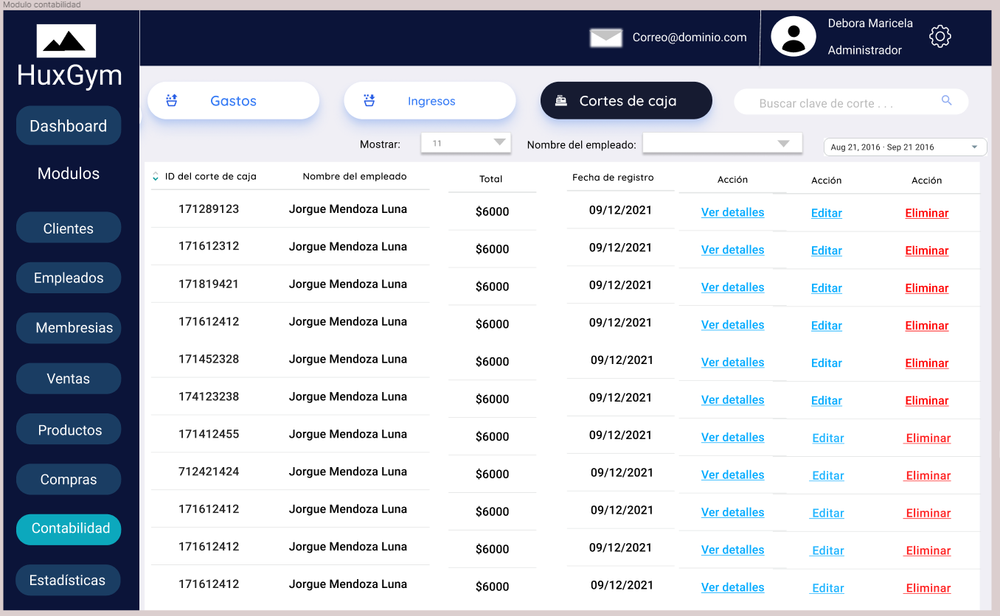 Modulo contabilidad
HuxGym
Correo@dominio.com
Debora Maricela
Administrador
Dashboard
Modulos
Clientes
Empleados
Membresias
Ventas
Productos
Compras
Contabilidad
Estadísticas
Gastos
Ingresos
Cortes de caja
Buscar clave de corte . . .
Mostrar: 11 Nombre del empleado: Aug 21, 2016 · Sep 21 2016
ID del corte de caja Nombre del empleado Total Fecha de registro Acción Acción Acción
171289123 Jorgue Mendoza Luna $6000 09/12/2021 Ver detalles Editar Eliminar
171612312 Jorgue Mendoza Luna $6000 09/12/2021 Ver detalles Editar Eliminar
171819421 Jorgue Mendoza Luna $6000 09/12/2021 Ver detalles Editar Eliminar
171612412 Jorgue Mendoza Luna $6000 09/12/2021 Ver detalles Editar Eliminar
171452328 Jorgue Mendoza Luna $6000 09/12/2021 Ver detalles Editar Eliminar
174123238 Jorgue Mendoza Luna $6000 09/12/2021 Ver detalles Editar Eliminar
171412455 Jorgue Mendoza Luna $6000 09/12/2021 Ver detalles Editar Eliminar
712421424 Jorgue Mendoza Luna $6000 09/12/2021 Ver detalles Editar Eliminar
171612412 Jorgue Mendoza Luna $6000 09/12/2021 Ver detalles Editar Eliminar
171612412 Jorgue Mendoza Luna $6000 09/12/2021 Ver detalles Editar Eliminar
171612412 Jorgue Mendoza Luna $6000 09/12/2021 Ver detalles Editar Eliminar